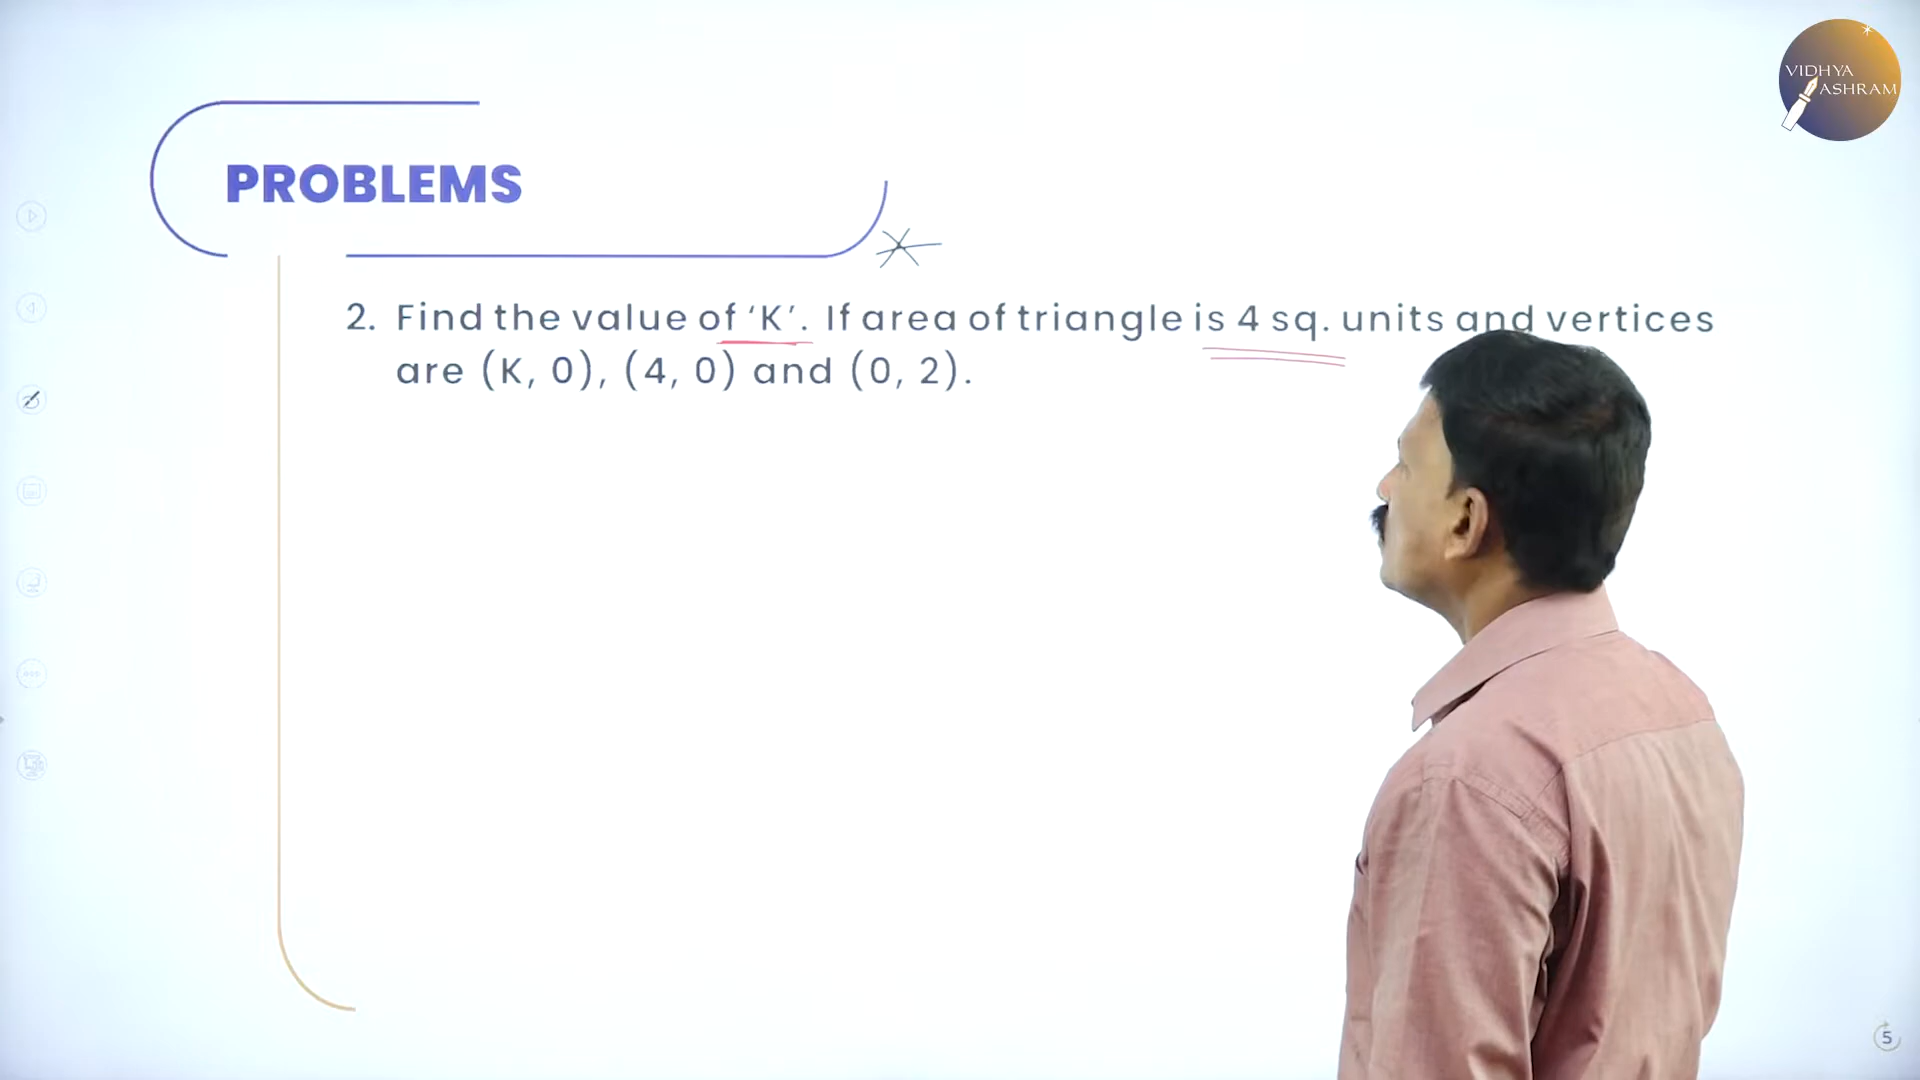 VIDHYA
ASHRAM
PROBLEMS
2. Find the value of ‘K’. If area of triangle is 4 sq. units and vertices
are (K, 0), (4, 0) and (0, 2).
5